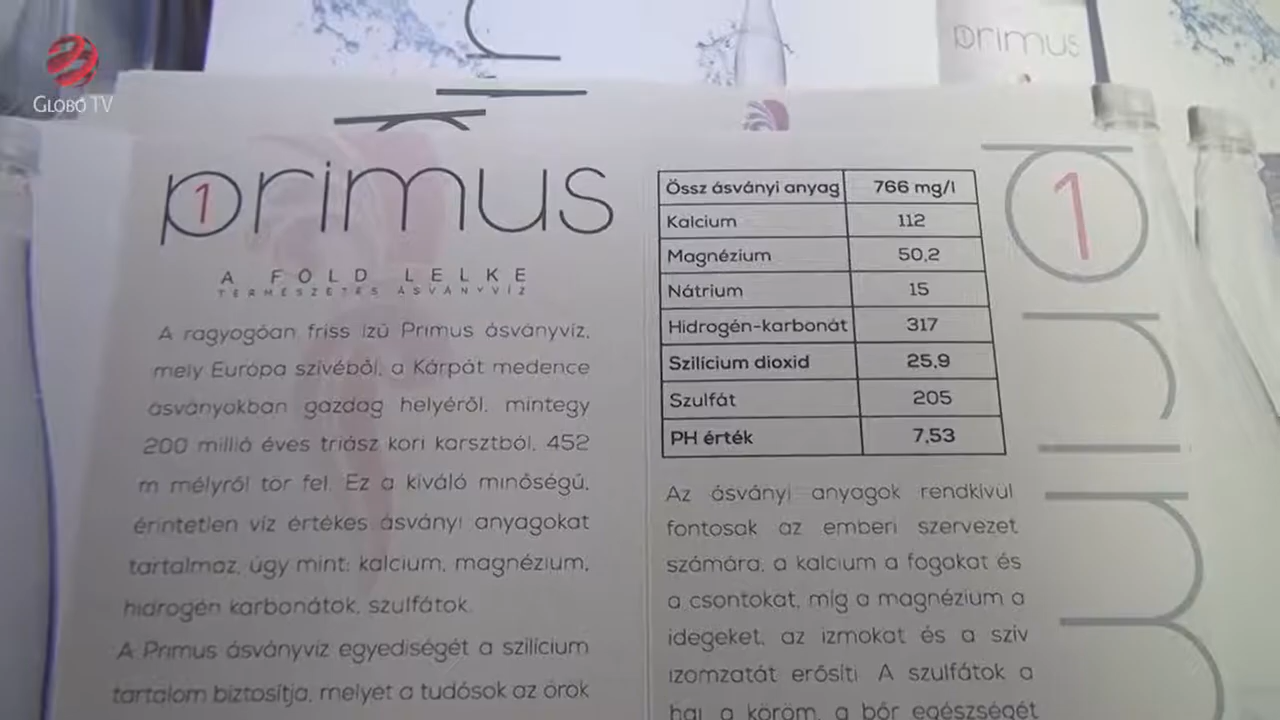 GLOBÓ TV
primus
primus
1
A FÖLD LELKE
TERMÉSZETES ÁSVÁNYVÍZ
A ragyogóan friss ízű Primus ásványvíz,
mely Európa szívéből, a Kárpát medence
ásványokban gazdag helyéről, mintegy
200 millió éves triász kori karsztból, 452
m mélyről tör fel. Ez a kiváló minőségű,
érintetlen víz értékes ásványi anyagokat
tartalmaz, úgy mint: kalcium, magnézium,
hidrogén karbonátok, szulfátok.
A Primus ásványvíz egyediségét a szilícium
tartalom biztosítja, melyet a tudósok az örök
Össz ásványi anyag 766 mg/l
Kalcium 112
Magnézium 50,2
Nátrium 15
Hidrogén-karbonát 317
Szilícium dioxid 25,9
Szulfát 205
PH érték 7,53
Az ásványi anyagok rendkívül
fontosak az emberi szervezet
számára, a kalcium a fogakat és
a csontokat, míg a magnézium a
idegeket, az izmokat és a szív
izomzatát erősíti. A szulfátok a
haj, a köröm, a bőr egészségét
1 prim